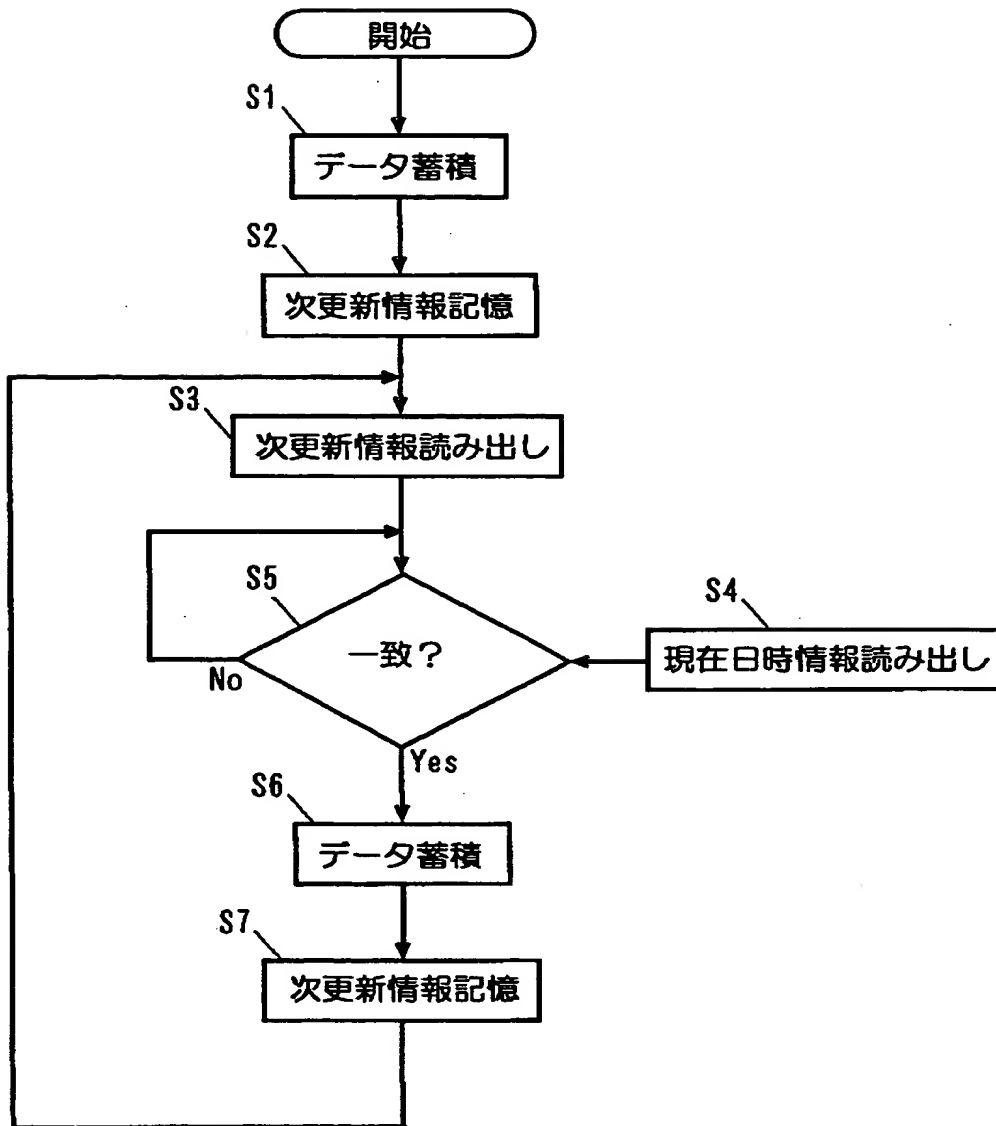 開始
S1
データ蓄積
S2
次更新情報記憶
S3
次更新情報読み出し
S5
一致?
S4
現在日時情報読み出し
No
Yes
S6
データ蓄積
S7
次更新情報記憶